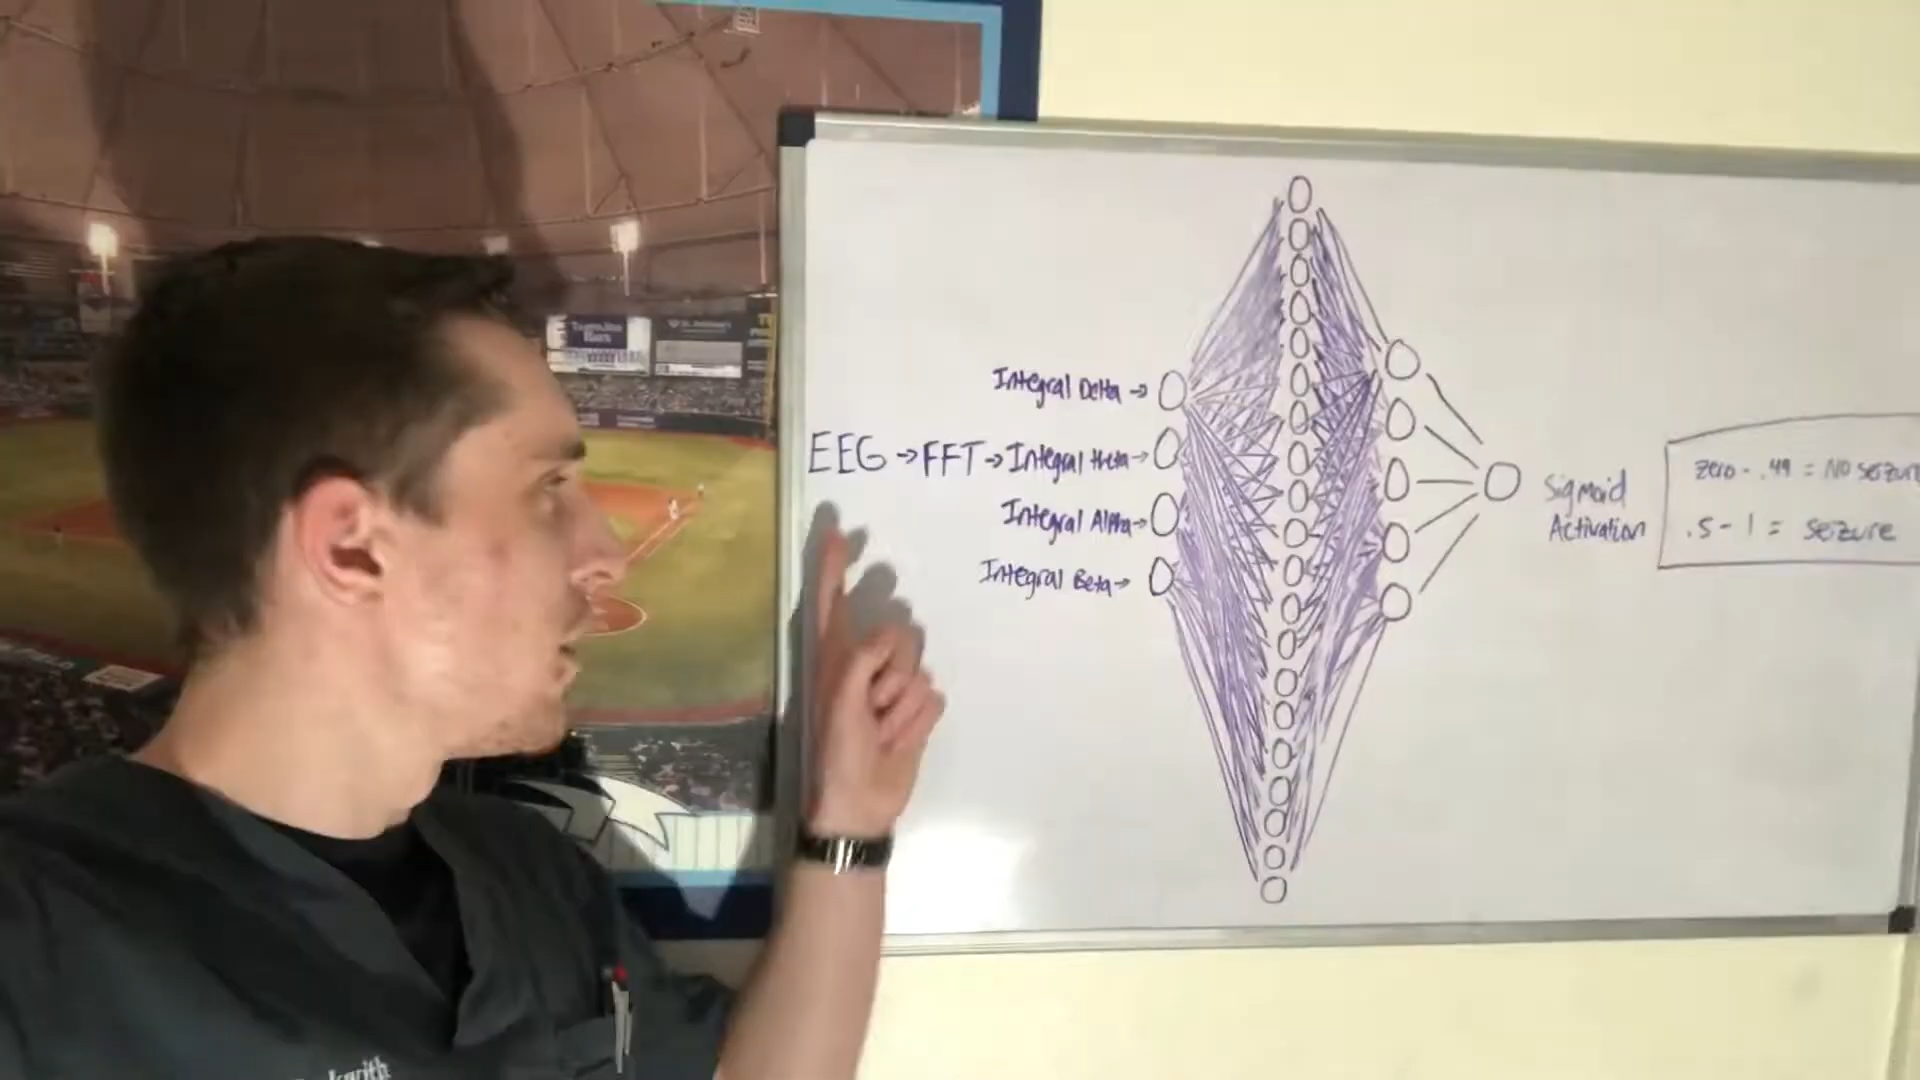 Integral Delta →
EEG → FFT → Integral theta →
Integral Alpha →
Integral Beta →
Sigmoid
Activation
zero - .49 = No seizure
.5 - 1 = seizure